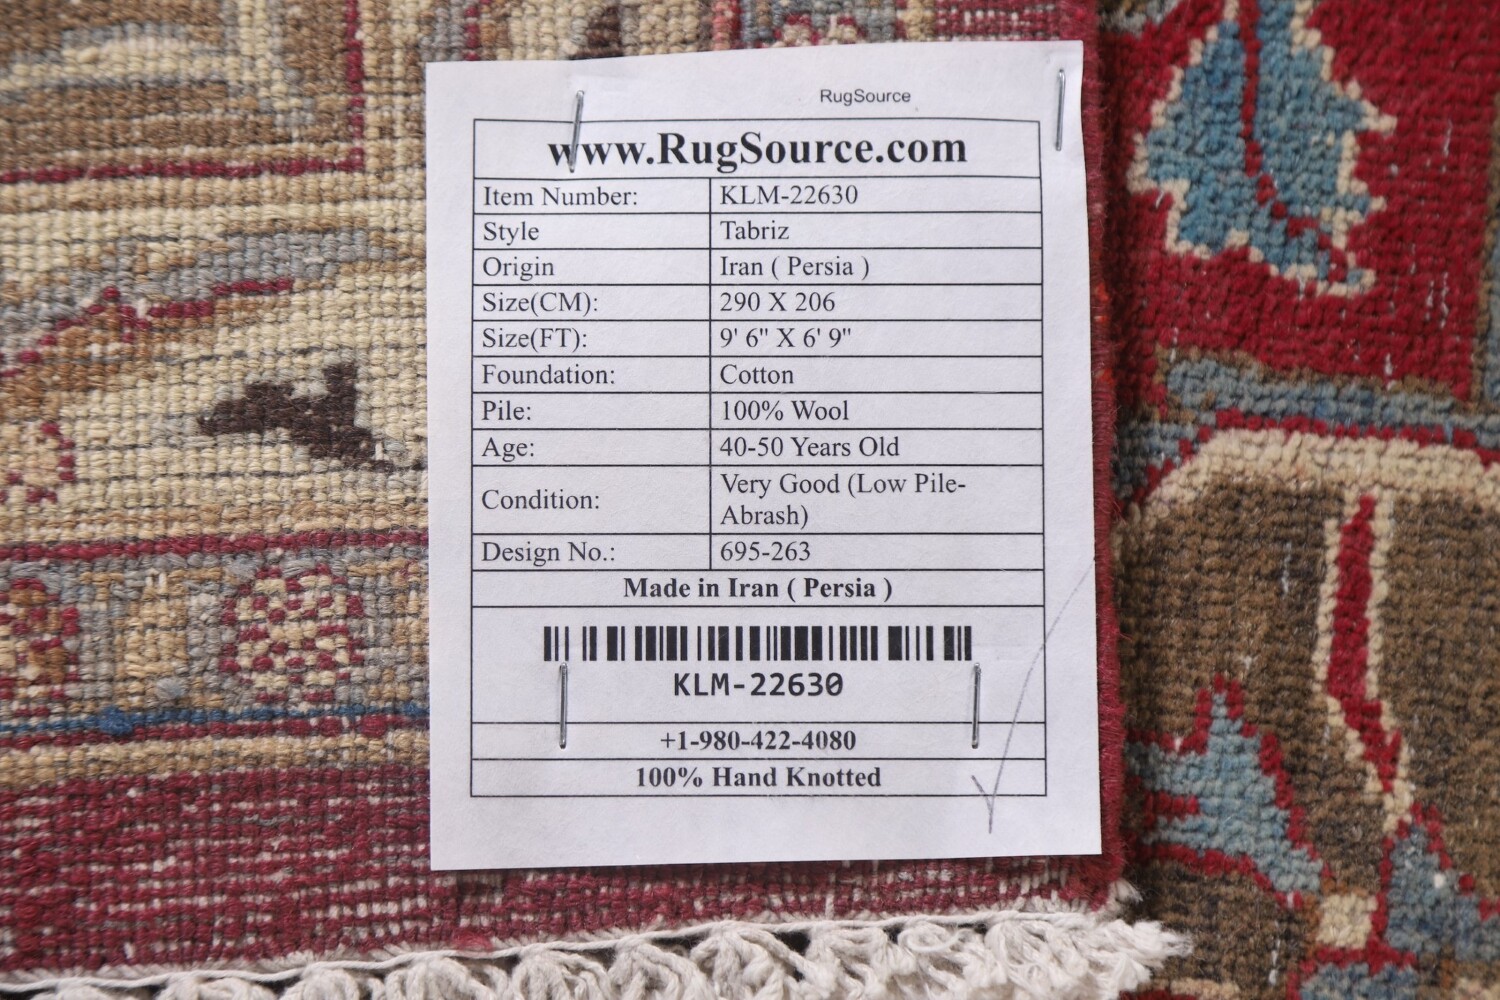 RugSource
www.RugSource.com
Item Number: KLM-22630
Style Tabriz
Origin Iran ( Persia )
Size(CM): 290 X 206
Size(FT): 9' 6" X 6' 9"
Foundation: Cotton
Pile: 100% Wool
Age: 40-50 Years Old
Condition: Very Good (Low Pile-
Abrash)
Design No.: 695-263
Made in Iran ( Persia )
KLM-22630
+1-980-422-4080
100% Hand Knotted